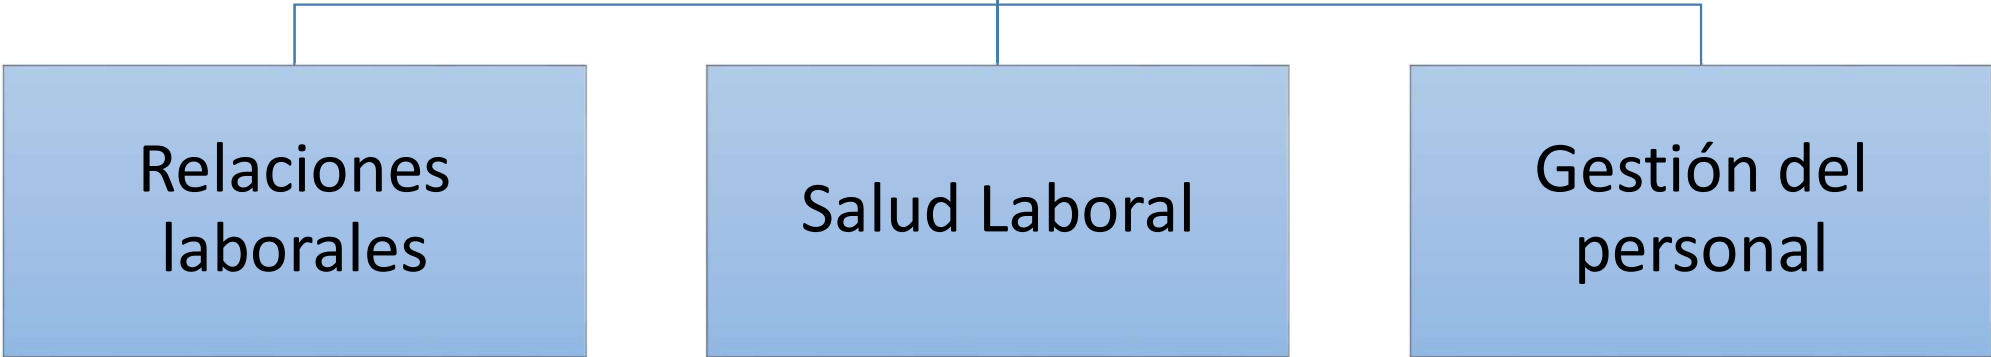 Relaciones
laborales
Salud Laboral
Gestión del
personal